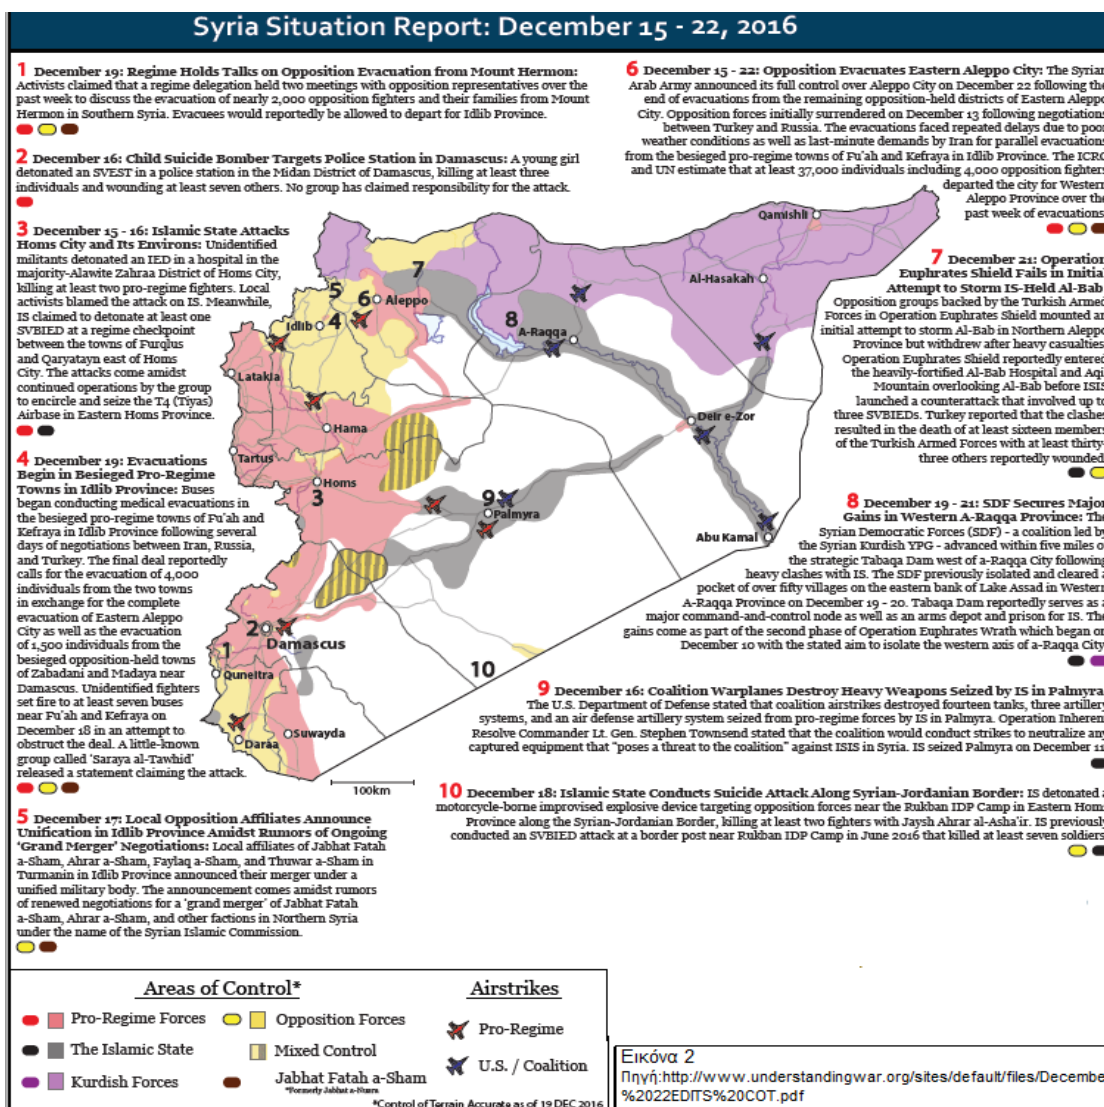 Syria Situation Report: December 15 - 22, 2016
1 December 19: Regime Holds Talks on Opposition Evacuation from Mount Hermon:
Activists claimed that a regime delegation held two meetings with opposition representatives over the
past week to discuss the evacuation of nearly 2,000 opposition fighters and their families from Mount
Hermon in Southern Syria. Evacuees would reportedly be allowed to depart for Idlib Province.
2 December 16: Child Suicide Bomber Targets Police Station in Damascus: A young girl
detonated an SVEST in a police station in the Midan District of Damascus, killing at least three
individuals and wounding at least seven others. No group has claimed responsibility for the attack.
3 December 15 - 16: Islamic State Attacks
Homs City and Its Environs: Unidentified
militants detonated an IED in a hospital in the
majority-Alawite Zahraa District of Homs City,
killing at least two pro-regime fighters. Local
activists blamed the attack on IS. Meanwhile,
IS claimed to detonate at least one
SVBIED at a regime checkpoint
between the towns of Furqlus
and Qaryatayn east of Homs
City. The attacks come amidst
continued operations by the group
to encircle and seize the T4 (Tiyas)
Airbase in Eastern Homs Province.
4 December 19: Evacuations
Begin in Besieged Pro-Regime
Towns in Idlib Province: Buses
began conducting medical evacuations in
the besieged pro-regime towns of Fu'ah and
Kefraya in Idlib Province following several
days of negotiations between Iran, Russia,
and Turkey. The final deal reportedly
calls for the evacuation of 4,000
individuals from the two towns
in exchange for the complete
evacuation of Eastern Aleppo
City as well as the evacuation
of 1,500 individuals from the
besieged opposition-held towns
of Zabadani and Madaya near
Damascus. Unidentified fighters
set fire to at least seven buses
near Fu'ah and Kefraya on
December 18 in an attempt to
obstruct the deal. A little-known
group called 'Saraya al-Tawhid'
released a statement claiming the attack.
5 December 17: Local Opposition Affiliates Announce
Unification in Idlib Province Amidst Rumors of Ongoing
'Grand Merger' Negotiations: Local affiliates of Jabhat Fatah
a-Sham, Ahrar a-Sham, Faylaq a-Sham, and Thuwar a-Sham in
Turmanin in Idlib Province announced their merger under a
unified military body. The announcement comes amidst rumors
of renewed negotiations for a 'grand merger' of Jabhat Fatah
a-Sham, Ahrar a-Sham, and other factions in Northern Syria
under the name of the Syrian Islamic Commission.
6 December 15 - 22: Opposition Evacuates Eastern Aleppo City: The Syrian
Arab Army announced its full control over Aleppo City on December 22 following the
end of evacuations from the remaining opposition-held districts of Eastern Aleppo
City. Opposition forces initially surrendered on December 13 following negotiations
between Turkey and Russia. The evacuations faced repeated delays due to poor
weather conditions as well as last-minute demands by Iran for parallel evacuations
from the besieged pro-regime towns of Fu'ah and Kefraya in Idlib Province. The ICRC
and UN estimate that at least 37,000 individuals including 4,000 opposition fighters
departed the city for Western
Aleppo Province over the
past week of evacuations
7 December 21: Operation
Euphrates Shield Fails in Initial
Attempt to Storm IS-Held Al-Bab
Opposition groups backed by the Turkish Armed
Forces in Operation Euphrates Shield mounted an
initial attempt to storm Al-Bab in Northern Aleppo
Province but withdrew after heavy casualties
Operation Euphrates Shield reportedly entered
the heavily-fortified Al-Bab Hospital and Aqi
Mountain overlooking Al-Bab before ISIS
launched a counterattack that involved up to
three SVBIEDs. Turkey reported that the clashes
resulted in the death of at least sixteen members
of the Turkish Armed Forces with at least thirty-
three others reportedly wounded
8 December 19 - 21: SDF Secures Major
Gains in Western A-Raqqa Province: The
Syrian Democratic Forces (SDF) - a coalition led by
the Syrian Kurdish YPG - advanced within five miles o
the strategic Tabaqa Dam west of a-Raqqa City following
heavy clashes with IS. The SDF previously isolated and cleared a
pocket of over fifty villages on the eastern bank of Lake Assad in Western
A-Raqqa Province on December 19 - 20. Tabaqa Dam reportedly serves as a
major command-and-control node as well as an arms depot and prison for IS. The
gains come as part of the second phase of Operation Euphrates Wrath which began on
December 10 with the stated aim to isolate the western axis of a-Raqqa City
9 December 16: Coalition Warplanes Destroy Heavy Weapons Seized by IS in Palmyra
The U.S. Department of Defense stated that coalition airstrikes destroyed fourteen tanks, three artillery
systems, and an air defense artillery system seized from pro-regime forces by IS in Palmyra. Operation Inheren
Resolve Commander Lt. Gen. Stephen Townsend stated that the coalition would conduct strikes to neutralize any
captured equipment that "poses a threat to the coalition" against ISIS in Syria. IS seized Palmyra on December 11
10 December 18: Islamic State Conducts Suicide Attack Along Syrian-Jordanian Border: IS detonated a
motorcycle-borne improvised explosive device targeting opposition forces near the Rukban IDP Camp in Eastern Homs
Province along the Syrian-Jordanian Border, killing at least two fighters with Jaysh Ahrar al-Asha'ir. IS previously
conducted an SVBIED attack at a border post near Rukban IDP Camp in June 2016 that killed at least seven soldiers
Qamishli
Al-Hasakah
7
5
6
Aleppo
Idlib
4
8
A-Raqqa
Latakia
Hama
Deir e-Zor
Tartus
Homs
3
9
Palmyra
Abu Kamal
2
Damascus
1
Quneitra
10
Suwayda
Daraa
100km
Areas of Control*
Airstrikes
Pro-Regime Forces
Opposition Forces
Pro-Regime
The Islamic State
Mixed Control
U.S. / Coalition
Kurdish Forces
Jabhat Fatah a-Sham
*Formerly Jabhat a-Nusra
*Control of Terrain Accurate as of 19 DEC 2016
Εικόνα 2
Πηγή:http://www.understandingwar.org/sites/default/files/Decembe
%2022EDITS%20COT.pdf